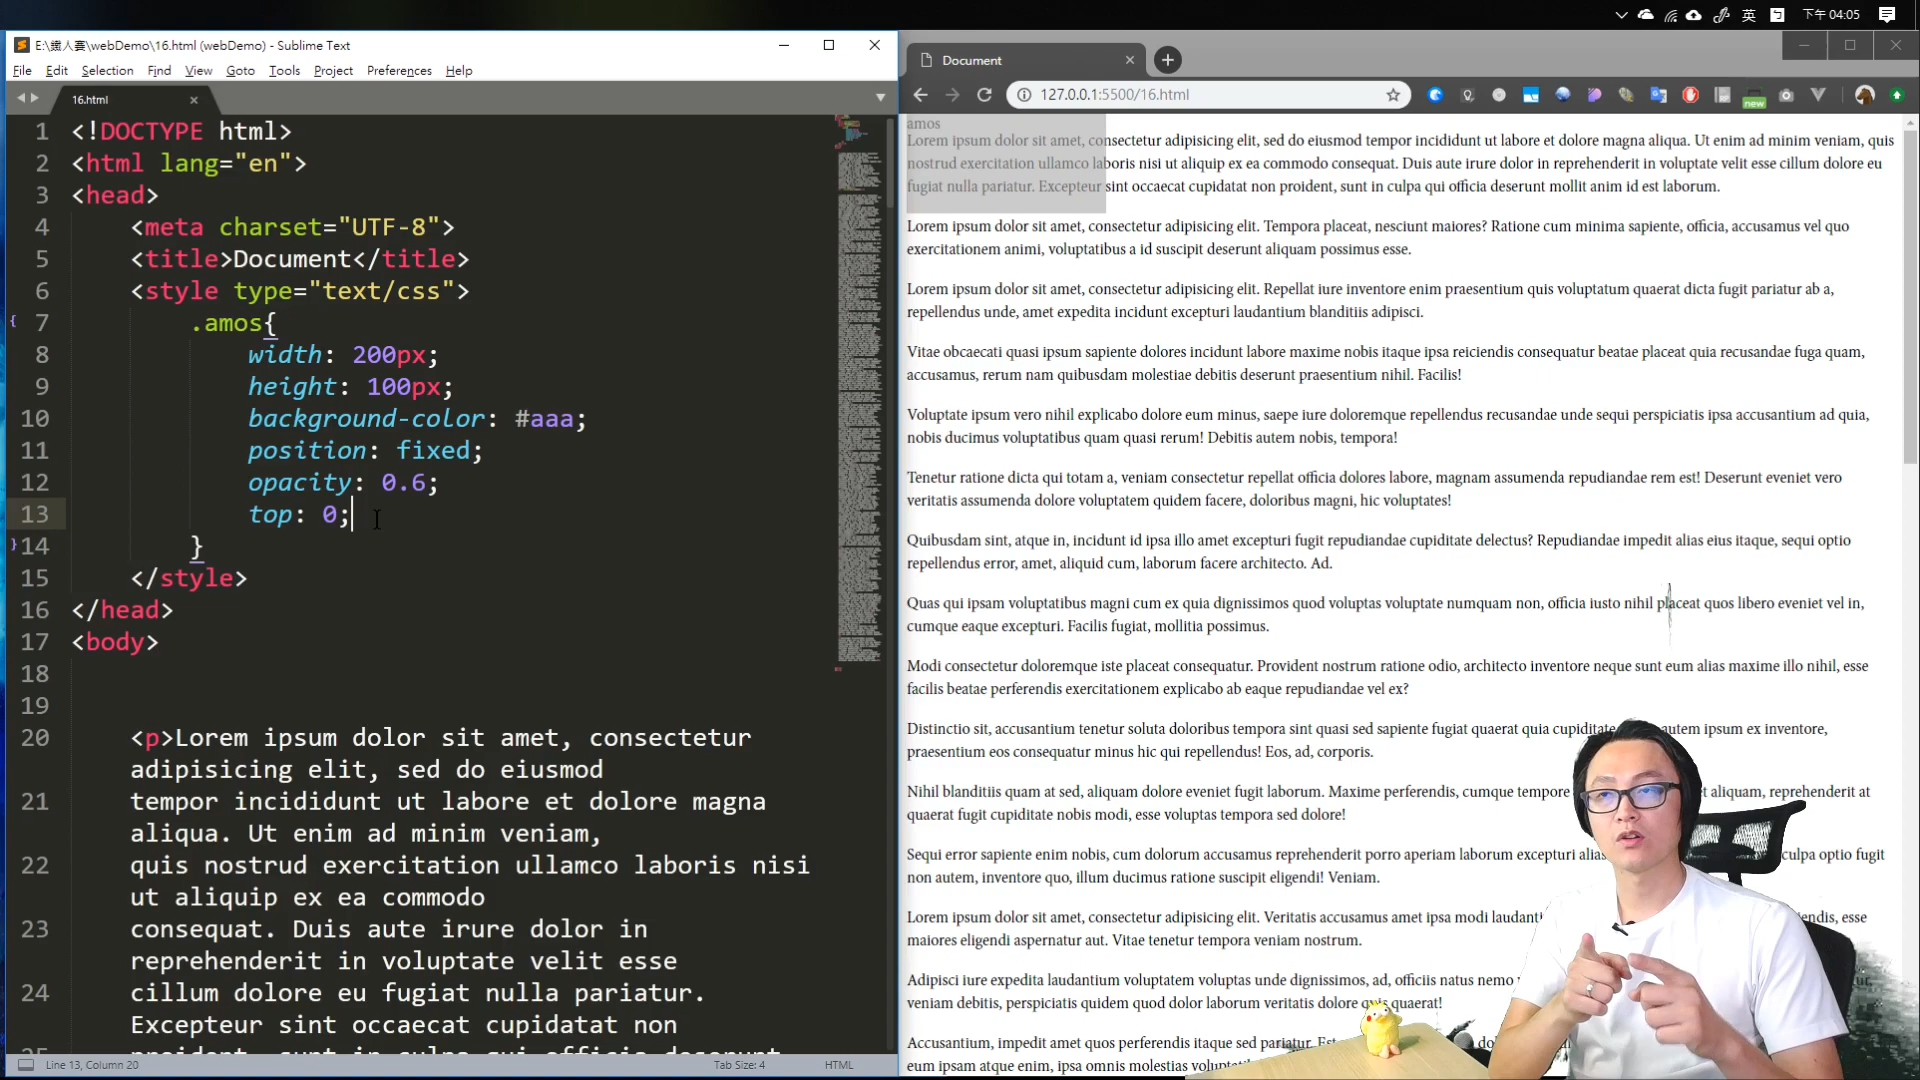 英
下午 04:05
E:\鐵人賽\webDemo\16.html (webDemo) - Sublime Text
File Edit Selection Find View Goto Tools Project Preferences Help
16.html
1 <!DOCTYPE html>
2 <html lang="en">
3 <head>
4 <meta charset="UTF-8">
5 <title>Document</title>
6 <style type="text/css">
7 .amos{
8 width: 200px;
9 height: 100px;
10 background-color: #aaa;
11 position: fixed;
12 opacity: 0.6;
13 top: 0;
14 }
15 </style>
16 </head>
17 <body>
18
19
20 <p>Lorem ipsum dolor sit amet, consectetur
adipisicing elit, sed do eiusmod
21 tempor incididunt ut labore et dolore magna
aliqua. Ut enim ad minim veniam,
22 quis nostrud exercitation ullamco laboris nisi
ut aliquip ex ea commodo
23 consequat. Duis aute irure dolor in
reprehenderit in voluptate velit esse
24 cillum dolore eu fugiat nulla pariatur.
Excepteur sint occaecat cupidatat non
Line 13, Column 20
Tab Size: 4
HTML
Document
127.0.0.1:5500/16.html
new
amos
Lorem ipsum dolor sit amet, consectetur adipisicing elit, sed do eiusmod tempor incididunt ut labore et dolore magna aliqua. Ut enim ad minim veniam, quis
nostrud exercitation ullamco laboris nisi ut aliquip ex ea commodo consequat. Duis aute irure dolor in reprehenderit in voluptate velit esse cillum dolore eu
fugiat nulla pariatur. Excepteur sint occaecat cupidatat non proident, sunt in culpa qui officia deserunt mollit anim id est laborum.
Lorem ipsum dolor sit amet, consectetur adipisicing elit. Tempora placeat, nesciunt maiores? Ratione cum minima sapiente, officia, accusamus vel quo
exercitationem animi, voluptatibus a id suscipit deserunt aliquam possimus esse.
Lorem ipsum dolor sit amet, consectetur adipisicing elit. Repellat iure inventore enim praesentium quis voluptatum quaerat dicta fugit pariatur ab a,
repellendus unde, amet expedita incidunt excepturi laudantium blanditiis adipisci.
Vitae obcaecati quasi ipsum sapiente dolores incidunt labore maxime nobis itaque ipsa reiciendis consequatur beatae placeat quia recusandae fuga quam,
accusamus, rerum nam quibusdam molestiae debitis deserunt praesentium nihil. Facilis!
Voluptate ipsum vero nihil explicabo dolore eum minus, saepe iure doloremque repellendus recusandae unde sequi perspiciatis ipsa accusantium ad quia,
nobis ducimus voluptatibus quam quasi rerum! Debitis autem nobis, tempora!
Tenetur ratione dicta qui totam a, veniam consectetur repellat officia dolores labore, magnam assumenda repudiandae rem est! Deserunt eveniet vero
veritatis assumenda dolore voluptatem quidem facere, doloribus magni, hic voluptates!
Quibusdam sint, atque in, incidunt id ipsa illo amet excepturi fugit repudiandae cupiditate delectus? Repudiandae impedit alias eius itaque, sequi optio
repellendus error, amet, aliquid cum, laborum facere architecto. Ad.
Quas qui ipsam voluptatibus magni cum ex quia dignissimos quod voluptas voluptate numquam non, officia iusto nihil placeat quos libero eveniet vel in,
cumque eaque excepturi. Facilis fugiat, mollitia possimus.
Modi consectetur doloremque iste placeat consequatur. Provident nostrum ratione odio, architecto inventore neque sunt eum alias maxime illo nihil, esse
facilis beatae perferendis exercitationem explicabo ab eaque repudiandae vel ex?
Distinctio sit, accusantium tenetur soluta doloribus tempora sint quasi sed sapiente fugiat quaerat quia cupiditate autem ipsum ex inventore,
praesentium eos consequatur minus hic qui repellendus! Eos, ad, corporis.
Nihil blanditiis quam at sed, aliquam dolore eveniet fugit laborum. Maxime perferendis, cumque tempore aliquam, reprehenderit at
quaerat fugit cupiditate nobis modi, esse voluptas tempora sed dolore!
Sequi error sapiente enim nobis, cum dolorum accusamus reprehenderit porro aperiam laborum excepturi alias culpa optio fugit
non autem, inventore quo, illum ducimus ratione suscipit eligendi! Veniam.
Lorem ipsum dolor sit amet, consectetur adipisicing elit. Veritatis accusamus amet ipsa modi esse
maiores eligendi aspernatur aut. Vitae tenetur tempora veniam nostrum.
Adipisci iure expedita laudantium voluptatem voluptas unde dignissimos, ad, officiis natus nemo
veniam debitis, perspiciatis quidem quod dolor laborum veritatis dolore quis quaerat!
Accusantium, impedit amet quos perferendis itaque sed pariatur.
eum ipsam atque enim, ipsa omnis molestias